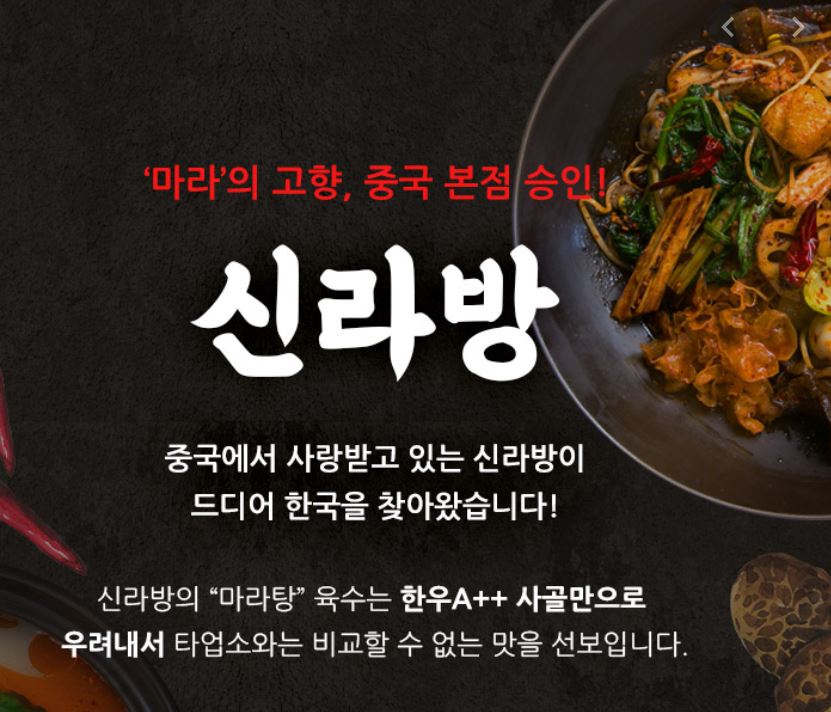 ‘마라’의 고향, 중국 본점 승인!
신라방
중국에서 사랑받고 있는 신라방이
드디어 한국을 찾아왔습니다!
신라방의 “마라탕” 육수는 한우A++ 사골만으로
우려내서 타업소와는 비교할 수 없는 맛을 선보입니다.